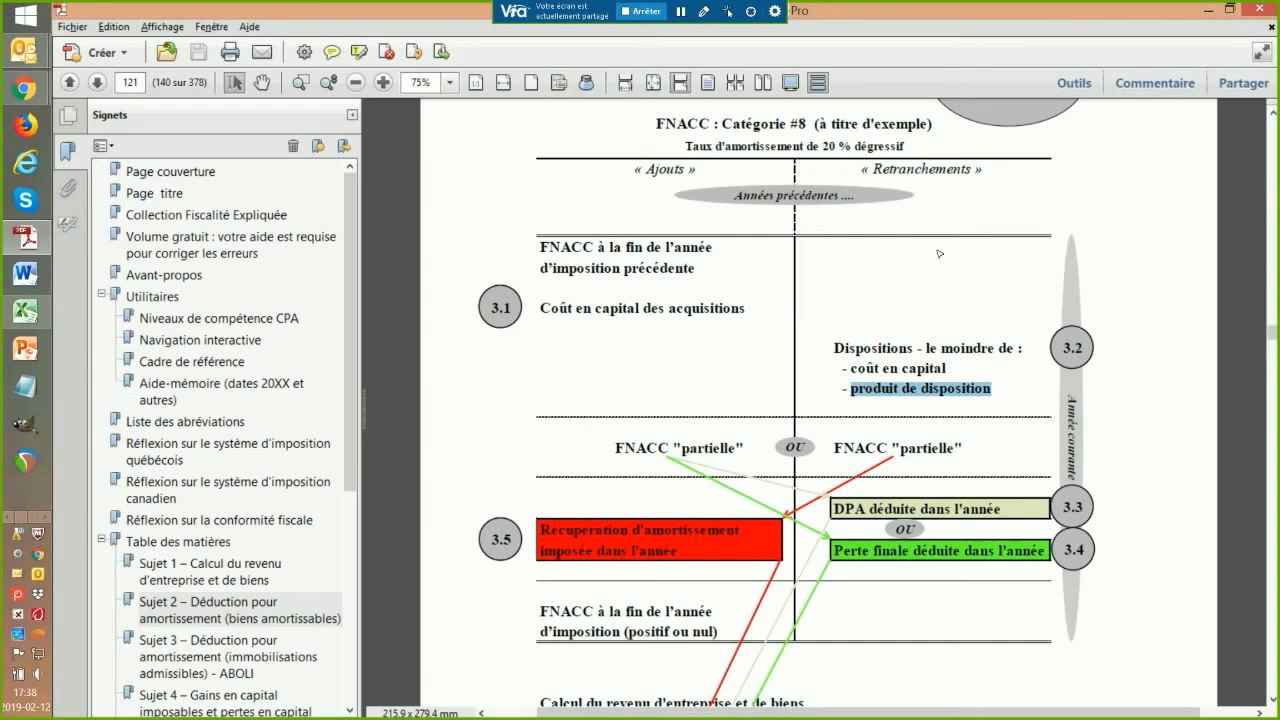 Vrà
Votre écran est
actuellement partagé
Arrêter
Pro
Fichier Edition Affichage Fenêtre Aide
Créer
121 (140 sur 378) 75% Outils Commentaire Partager
Signets
Page couverture
Page titre
Collection Fiscalité Expliquée
Volume gratuit : votre aide est requise
pour corriger les erreurs
Avant-propos
Utilitaires
Niveaux de compétence CPA
Navigation interactive
Cadre de référence
Aide-mémoire (dates 20XX et
autres)
Liste des abréviations
Réflexion sur le système d'imposition
québécois
Réflexion sur le système d'imposition
canadien
Réflexion sur la conformité fiscale
Table des matières
Sujet 1 – Calcul du revenu
d'entreprise et de biens
Sujet 2 – Déduction pour
amortissement (biens amortissables)
Sujet 3 – Déduction pour
amortissement (immobilisations
admissibles) - ABOLI
Sujet 4 – Gains en capital
imposables et pertes en capital
FNACC : Catégorie #8 (à titre d'exemple)
Taux d'amortissement de 20 % dégressif
« Ajouts » « Retranchements »
Années précédentes ....
FNACC à la fin de l'année
d'imposition précédente
3.1 Coût en capital des acquisitions
Dispositions - le moindre de : 3.2
- coût en capital
- produit de disposition
Année courante
FNACC "partielle" OU FNACC "partielle"
DPA déduite dans l'année 3.3
OU
3.5 Récupération d'amortissement
imposée dans l'année
Perte finale déduite dans l'année 3.4
FNACC à la fin de l'année
d'imposition (positif ou nul)
Calcul du revenu d'entreprise et de biens
215,9 x 279,4 mm
17:38
2019-02-12